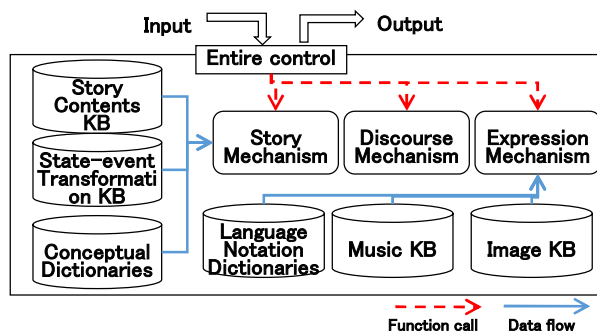 Input
Output
Entire control
Story
Contents
KB
State-event
Transformati
on KB
Conceptual
Dictionaries
Story
Mechanism
Discourse
Mechanism
Expression
Mechanism
Language
Notation
Dictionaries
Music KB
Image KB
Function call
Data flow